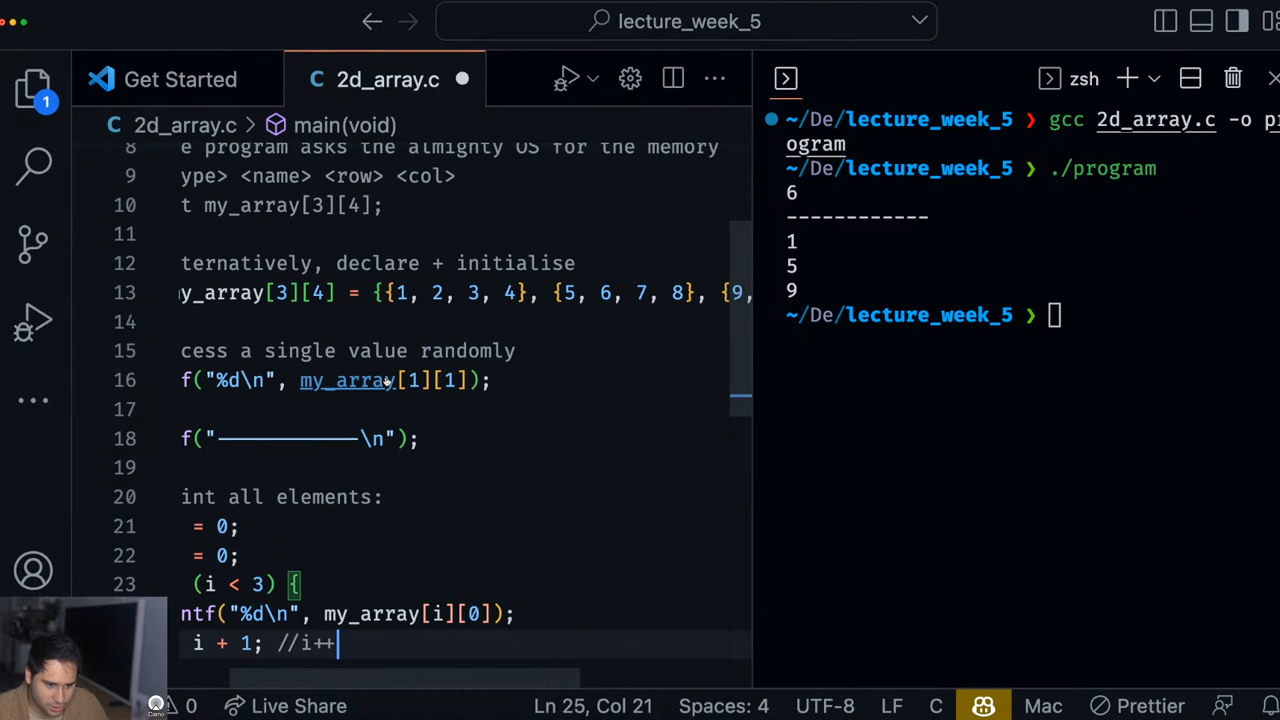 lecture_week_5
Get Started
C 2d_array.c
zsh
C 2d_array.c > main(void)
8 e program asks the almighty OS for the memory
9 ype> <name> <row> <col>
10 t my_array[3][4];
11
12 ternatively, declare + initialise
13 y_array[3][4] = {{1, 2, 3, 4}, {5, 6, 7, 8}, {9,
14
15 cess a single value randomly
16 f("%d\n", my_array[1][1]);
17
18 f("------------\n");
19
20 int all elements:
21 = 0;
22 = 0;
23 (i < 3) {
ntf("%d\n", my_array[i][0]);
i + 1; //i++
~/De/lecture_week_5 ❯ gcc 2d_array.c -o pr
ogram
~/De/lecture_week_5 ❯ ./program
6
------------
1
5
9
~/De/lecture_week_5 ❯
1
0
Live Share
Ln 25, Col 21
Spaces: 4
UTF-8
LF
C
Mac
Prettier